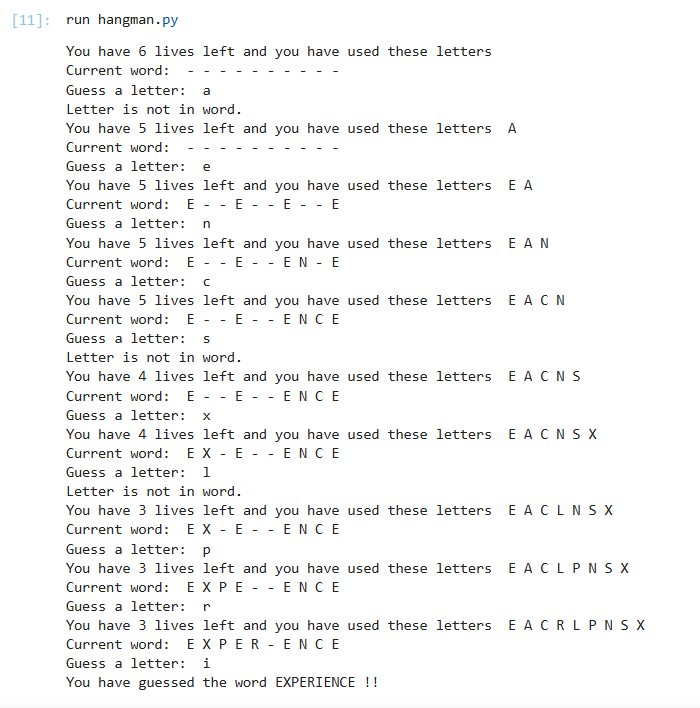 [11]: run hangman.py
You have 6 lives left and you have used these letters
Current word:  - - - - - - - - - -
Guess a letter:  a
Letter is not in word.
You have 5 lives left and you have used these letters  A
Current word:  - - - - - - - - - -
Guess a letter:  e
You have 5 lives left and you have used these letters  E A
Current word:  E - - E - - E - - E
Guess a letter:  n
You have 5 lives left and you have used these letters  E A N
Current word:  E - - E - - E N - E
Guess a letter:  c
You have 5 lives left and you have used these letters  E A C N
Current word:  E - - E - - E N C E
Guess a letter:  s
Letter is not in word.
You have 4 lives left and you have used these letters  E A C N S
Current word:  E - - E - - E N C E
Guess a letter:  x
You have 4 lives left and you have used these letters  E A C N S X
Current word:  E X - E - - E N C E
Guess a letter:  l
Letter is not in word.
You have 3 lives left and you have used these letters  E A C L N S X
Current word:  E X - E - - E N C E
Guess a letter:  p
You have 3 lives left and you have used these letters  E A C L P N S X
Current word:  E X P E - - E N C E
Guess a letter:  r
You have 3 lives left and you have used these letters  E A C R L P N S X
Current word:  E X P E R - E N C E
Guess a letter:  i
You have guessed the word EXPERIENCE !!